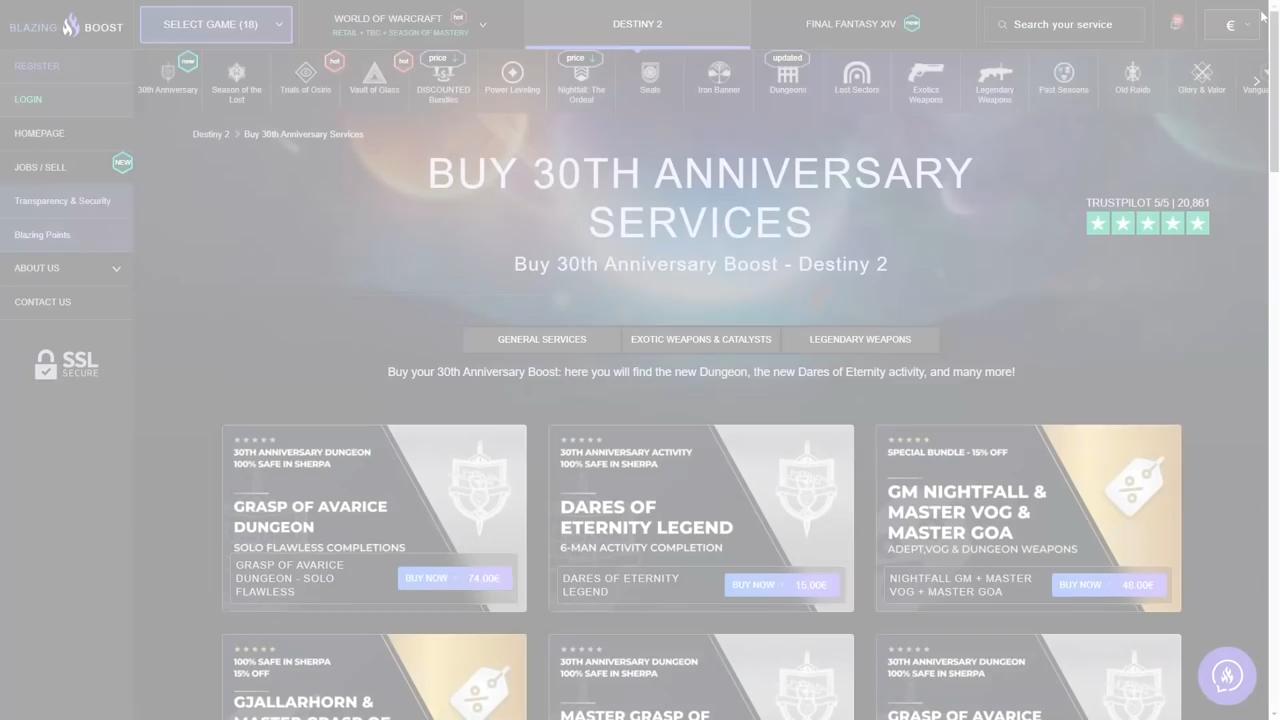 BLAZING BOOST
SELECT GAME (18)
WORLD OF WARCRAFT
hot
RETAIL + TBC + SEASON OF MASTERY
DESTINY 2
FINAL FANTASY XIV
new
Search your service
€
REGISTER
LOGIN
HOMEPAGE
JOBS / SELL
NEW
Transparency & Security
Blazing Points
ABOUT US
CONTACT US
SSL
SECURE
new
30th Anniversary
Season of the
Lost
hot
Trials of Osiris
hot
Vault of Glass
price ↓
DISCOUNTED
Bundles
Power Leveling
price ↓
Nightfall: The
Ordeal
Seals
Iron Banner
updated
Dungeons
Lost Sectors
Exotics
Weapons
Legendary
Weapons
Past Seasons
Old Raids
Glory & Valor
Vangua
Destiny 2 > Buy 30th Anniversary Services
BUY 30TH ANNIVERSARY
SERVICES
Buy 30th Anniversary Boost - Destiny 2
TRUSTPILOT 5/5 | 20,861
GENERAL SERVICES
EXOTIC WEAPONS & CATALYSTS
LEGENDARY WEAPONS
Buy your 30th Anniversary Boost: here you will find the new Dungeon, the new Dares of Eternity activity, and many more!
30TH ANNIVERSARY DUNGEON
100% SAFE IN SHERPA
GRASP OF AVARICE
DUNGEON
SOLO FLAWLESS COMPLETIONS
GRASP OF AVARICE
DUNGEON - SOLO
FLAWLESS
BUY NOW 74.00€
30TH ANNIVERSARY ACTIVITY
100% SAFE IN SHERPA
DARES OF
ETERNITY LEGEND
6-MAN ACTIVITY COMPLETION
DARES OF ETERNITY
LEGEND
BUY NOW 15.00€
SPECIAL BUNDLE - 15% OFF
GM NIGHTFALL &
MASTER VOG &
MASTER GOA
ADEPT,VOG & DUNGEON WEAPONS
NIGHTFALL GM + MASTER
VOG + MASTER GOA
BUY NOW 48.00€
100% SAFE IN SHERPA
15% OFF
GJALLARHORN &
MASTER GRASP OF
30TH ANNIVERSARY DUNGEON
100% SAFE IN SHERPA
MASTER GRASP OF
30TH ANNIVERSARY DUNGEON
100% SAFE IN SHERPA
GRASP OF AVARICE